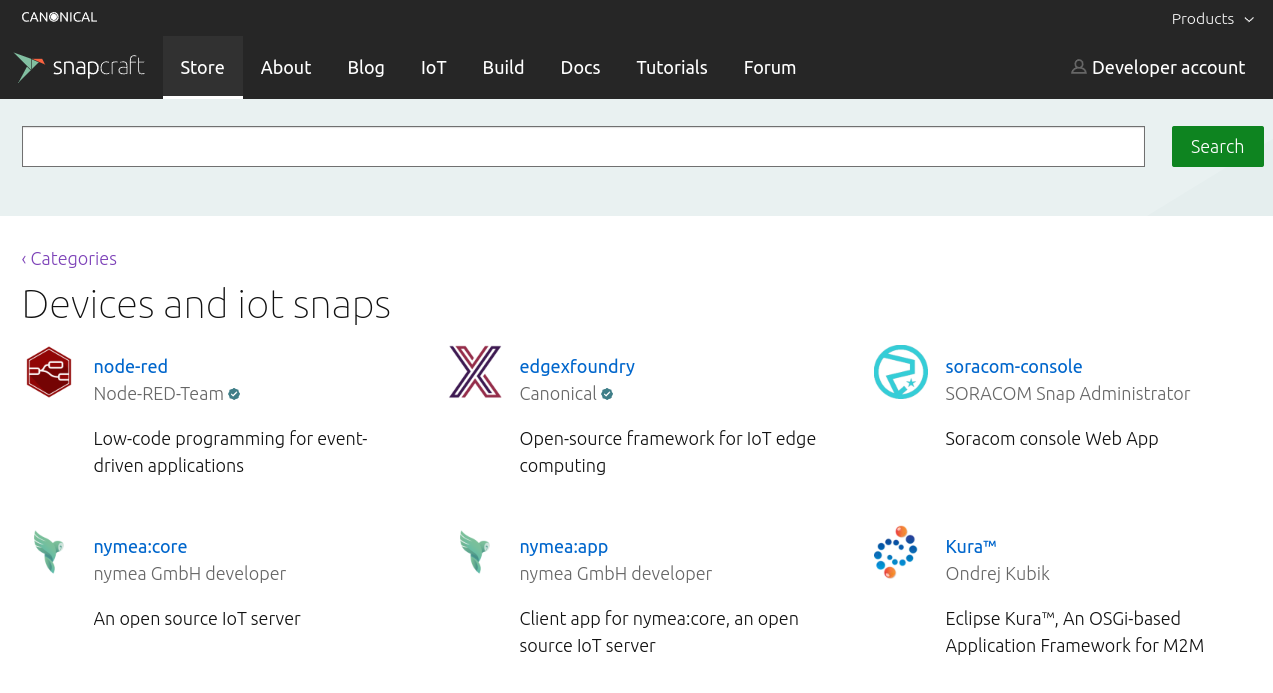 CANONICAL
Products
snapcraft
Store
About
Blog
IoT
Build
Docs
Tutorials
Forum
Developer account
Search
‹ Categories
Devices and iot snaps
node-red
Node-RED-Team
Low-code programming for event-
driven applications
edgexfoundry
Canonical
Open-source framework for IoT edge
computing
soracom-console
SORACOM Snap Administrator
Soracom console Web App
nymea:core
nymea GmbH developer
An open source IoT server
nymea:app
nymea GmbH developer
Client app for nymea:core, an open
source IoT server
Kura™
Ondrej Kubik
Eclipse Kura™, An OSGi-based
Application Framework for M2M